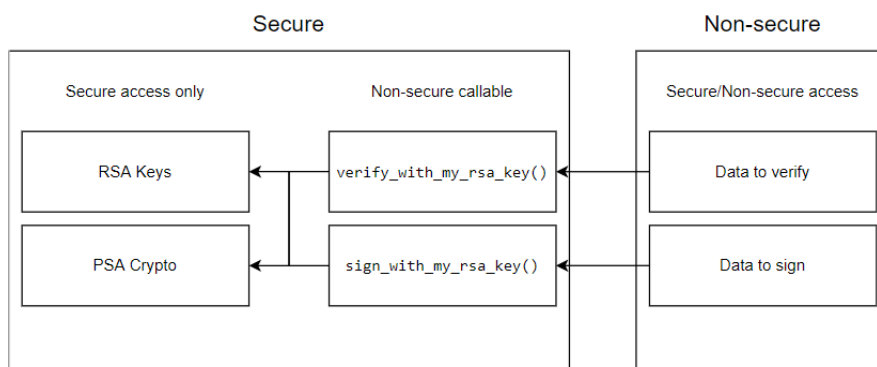 Secure
Non-secure
Secure access only
Non-secure callable
Secure/Non-secure access
RSA Keys
verify_with_my_rsa_key()
Data to verify
PSA Crypto
sign_with_my_rsa_key()
Data to sign